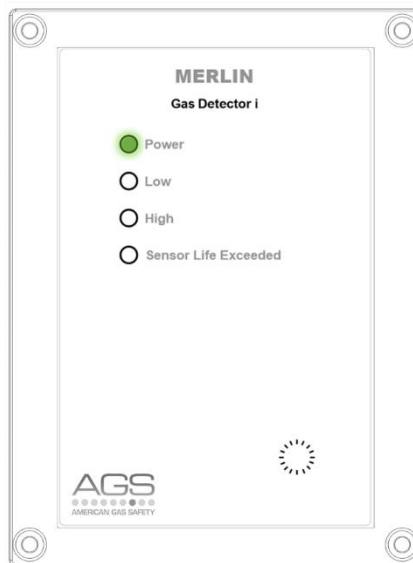 MERLIN
Gas Detector i
Power
Low
High
Sensor Life Exceeded
AGS
AMERICAN GAS SAFETY